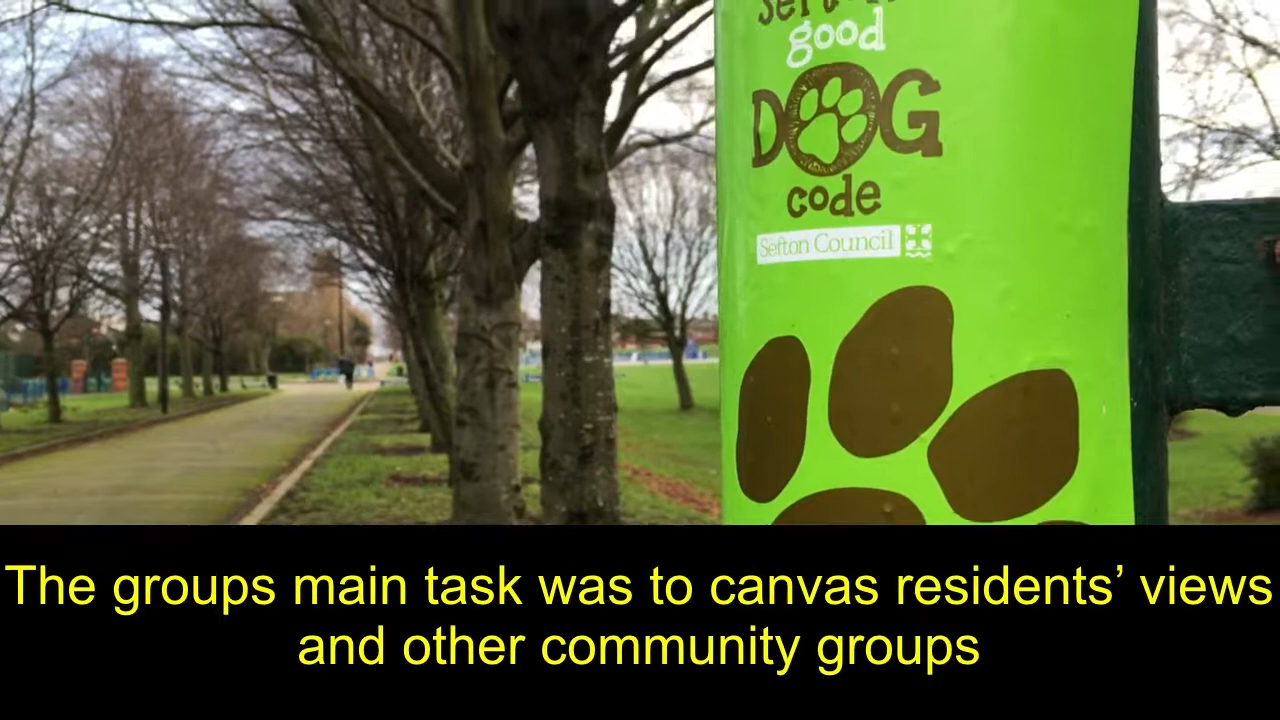 good
DOG
code
Sefton Council
The groups main task was to canvas residents’ views
and other community groups